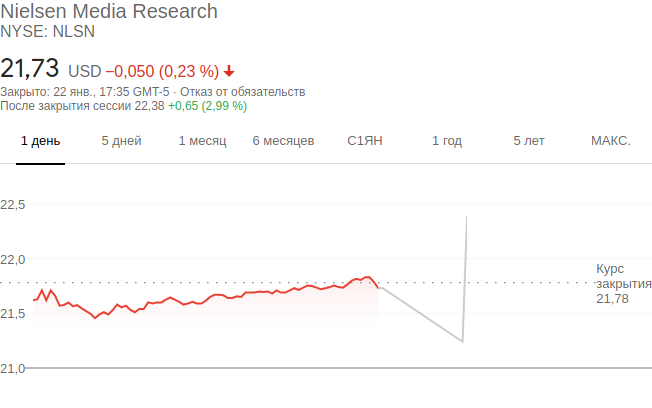 Nielsen Media Research
NYSE: NLSN
21,73 USD −0,050 (0,23 %)
Закрыто: 22 янв., 17:35 GMT-5 · Отказ от обязательств
После закрытия сессии 22,38 +0,65 (2,99 %)
1 день 5 дней 1 месяц 6 месяцев С1ЯН 1 год 5 лет МАКС.
22,5
22,0
Курс
закрытия
21,78
21,5
21,0